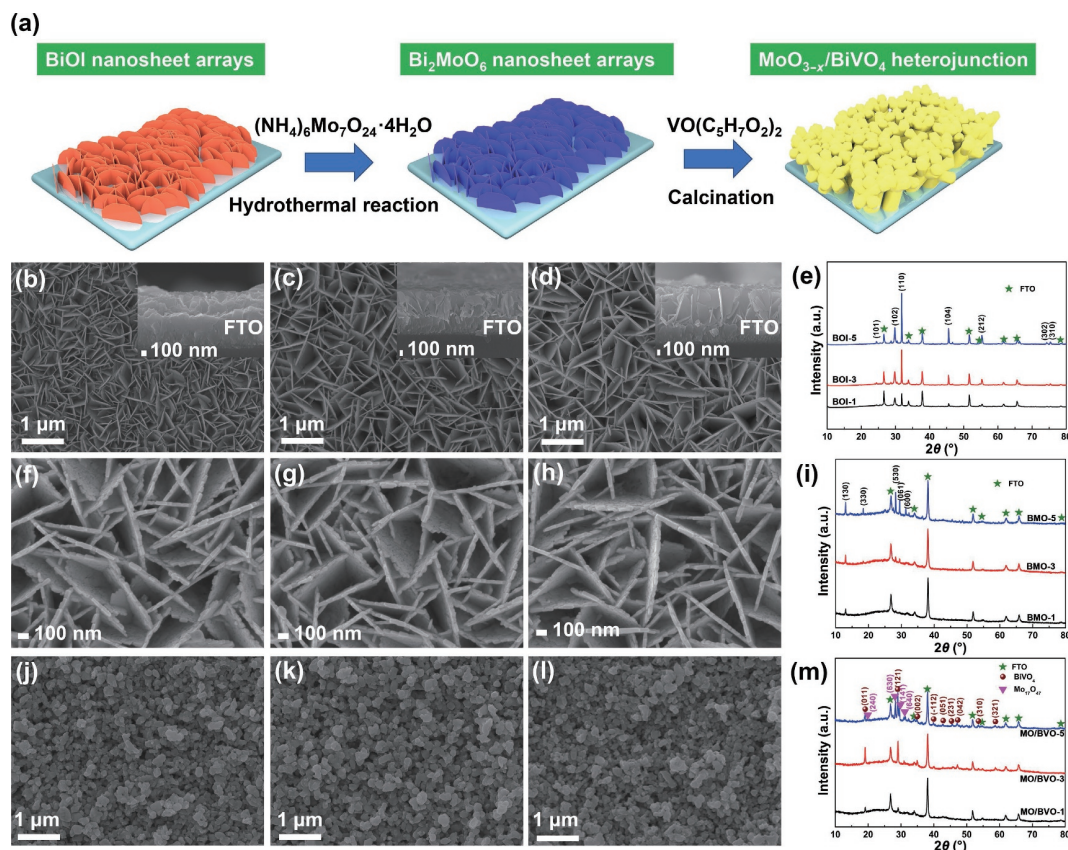 (a)
BiOI nanosheet arrays
Bi₂MoO₆ nanosheet arrays
MoO₃₋ₓ/BiVO₄ heterojunction
(NH₄)₆Mo₇O₂₄·4H₂O
Hydrothermal reaction
VO(C₅H₇O₂)₂
Calcination
(b)
FTO
100 nm
1 μm
(c)
FTO
100 nm
1 μm
(d)
FTO
100 nm
1 μm
(e)
Intensity (a.u.)
FTO
(101)
(102)
(110)
(104)
(212)
(302)
(310)
BOI-5
BOI-3
BOI-1
10 20 30 40 50 60 70 80
2θ (°)
(f)
100 nm
(g)
100 nm
(h)
100 nm
(i)
Intensity (a.u.)
FTO
(130)
(330)
(530)
(061)
(600)
BMO-5
BMO-3
BMO-1
10 20 30 40 50 60 70 80
2θ (°)
(j)
1 μm
(k)
1 μm
(l)
1 μm
(m)
Intensity (a.u.)
FTO
BiVO₄
Mo₁₇O₄₇
(011)
(240)
(630)
(121)
(640)
(002)
(-112)
(051)
(231)
(042)
(310)
(321)
MO/BVO-5
MO/BVO-3
MO/BVO-1
10 20 30 40 50 60 70 80
2θ (°)